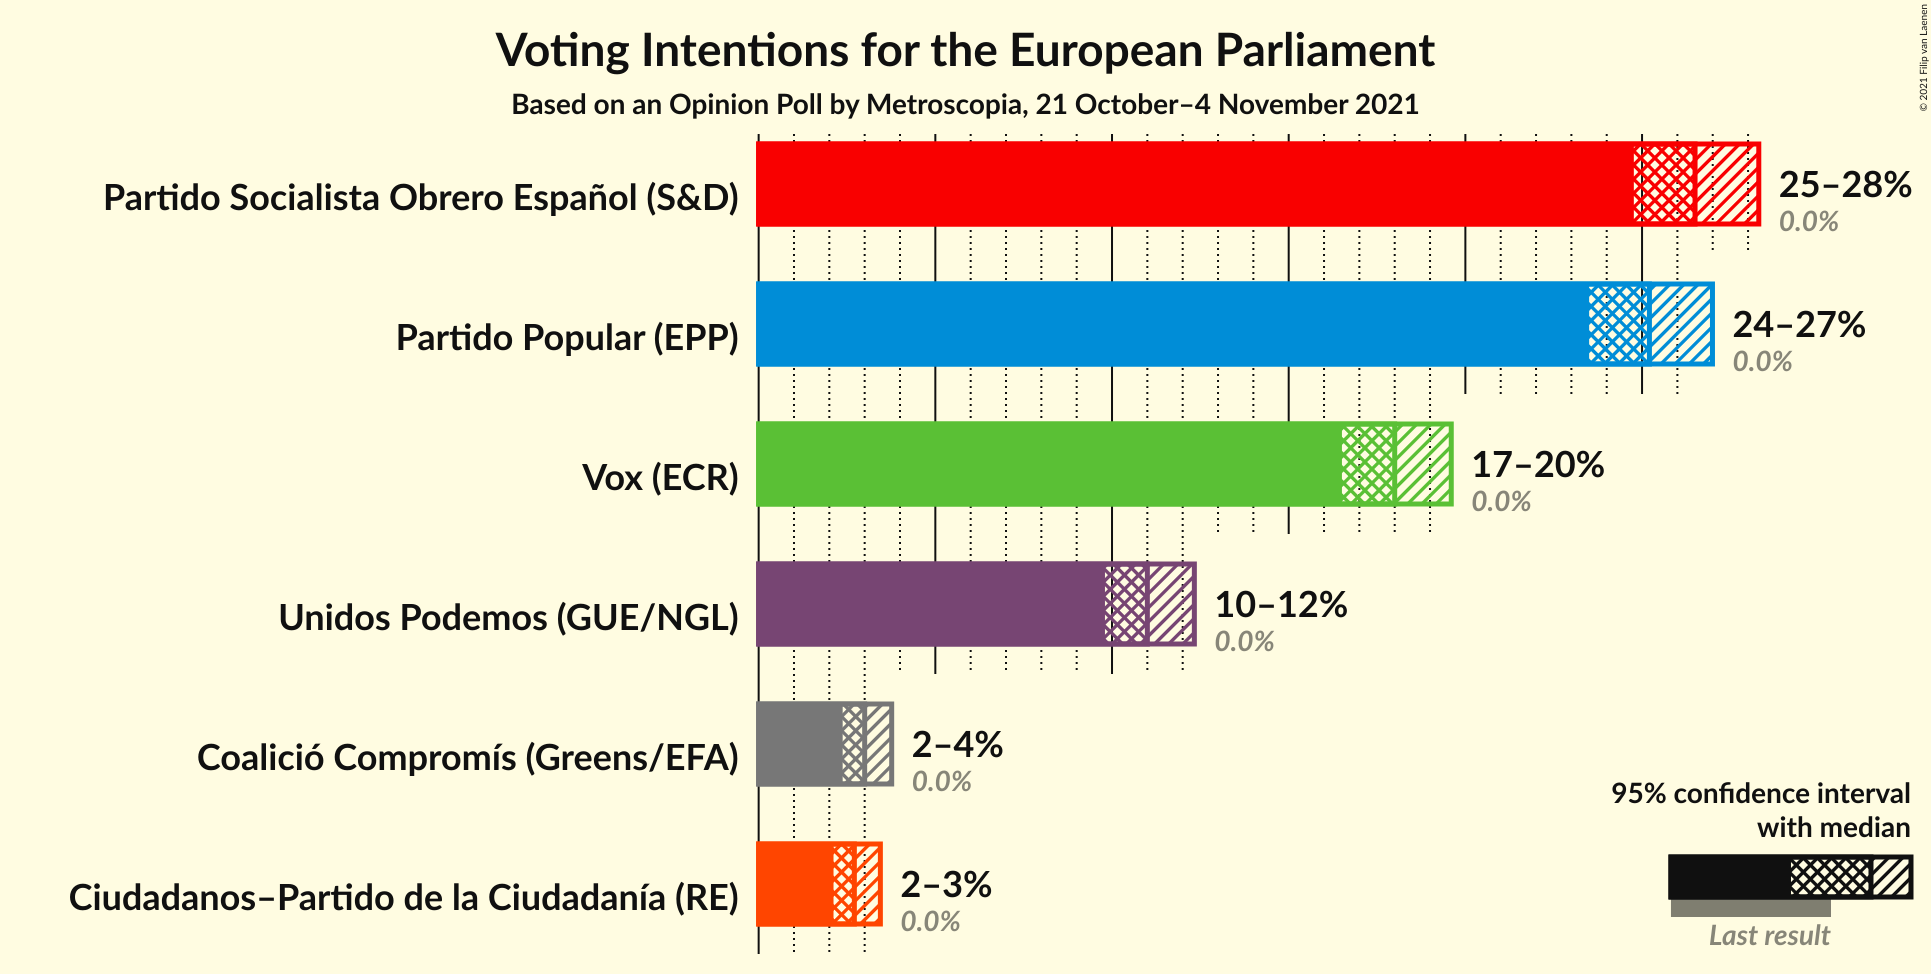 Voting Intentions for the European Parliament
Based on an Opinion Poll by Metroscopia, 21 October–4 November 2021
© 2021 Filip van Laenen
Partido Socialista Obrero Español (S&D)
25–28%
0.0%
Partido Popular (EPP)
24–27%
0.0%
Vox (ECR)
17–20%
0.0%
Unidos Podemos (GUE/NGL)
10–12%
0.0%
Coalició Compromís (Greens/EFA)
2–4%
0.0%
Ciudadanos–Partido de la Ciudadanía (RE)
2–3%
0.0%
95% confidence interval
with median
Last result